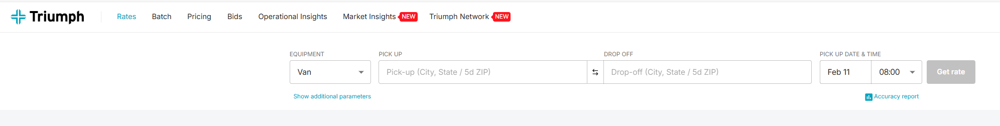 Triumph Rates Batch Pricing Bids Operational Insights Market Insights NEW Triumph Network NEW
EQUIPMENT PICK UP DROP OFF PICK UP DATE & TIME
Van Pick-up (City, State / 5d ZIP) Drop-off (City, State / 5d ZIP) Feb 11 08:00 Get rate
Show additional parameters Accuracy report